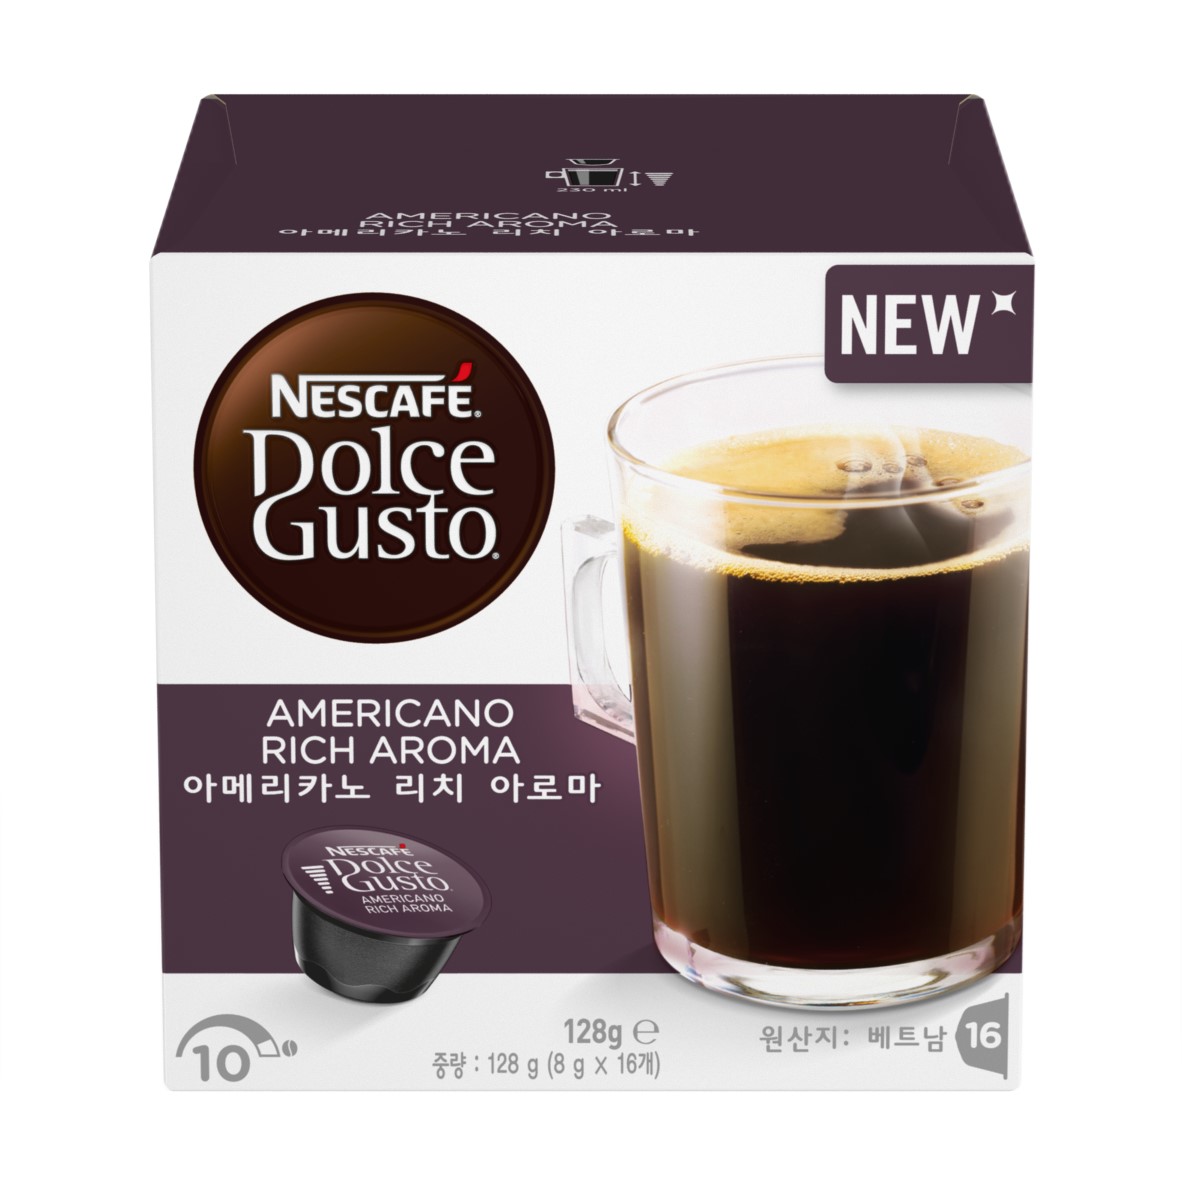 230 ml
AMERICANO
RICH AROMA
아메리카노 리치 아로마
NEW
NESCAFÉ®
Dolce
Gusto®
AMERICANO
RICH AROMA
아메리카노 리치 아로마
NESCAFÉ
Dolce
Gusto
AMERICANO
RICH AROMA
10
128g ℮
중량 : 128 g (8 g x 16개)
원산지: 베트남
16